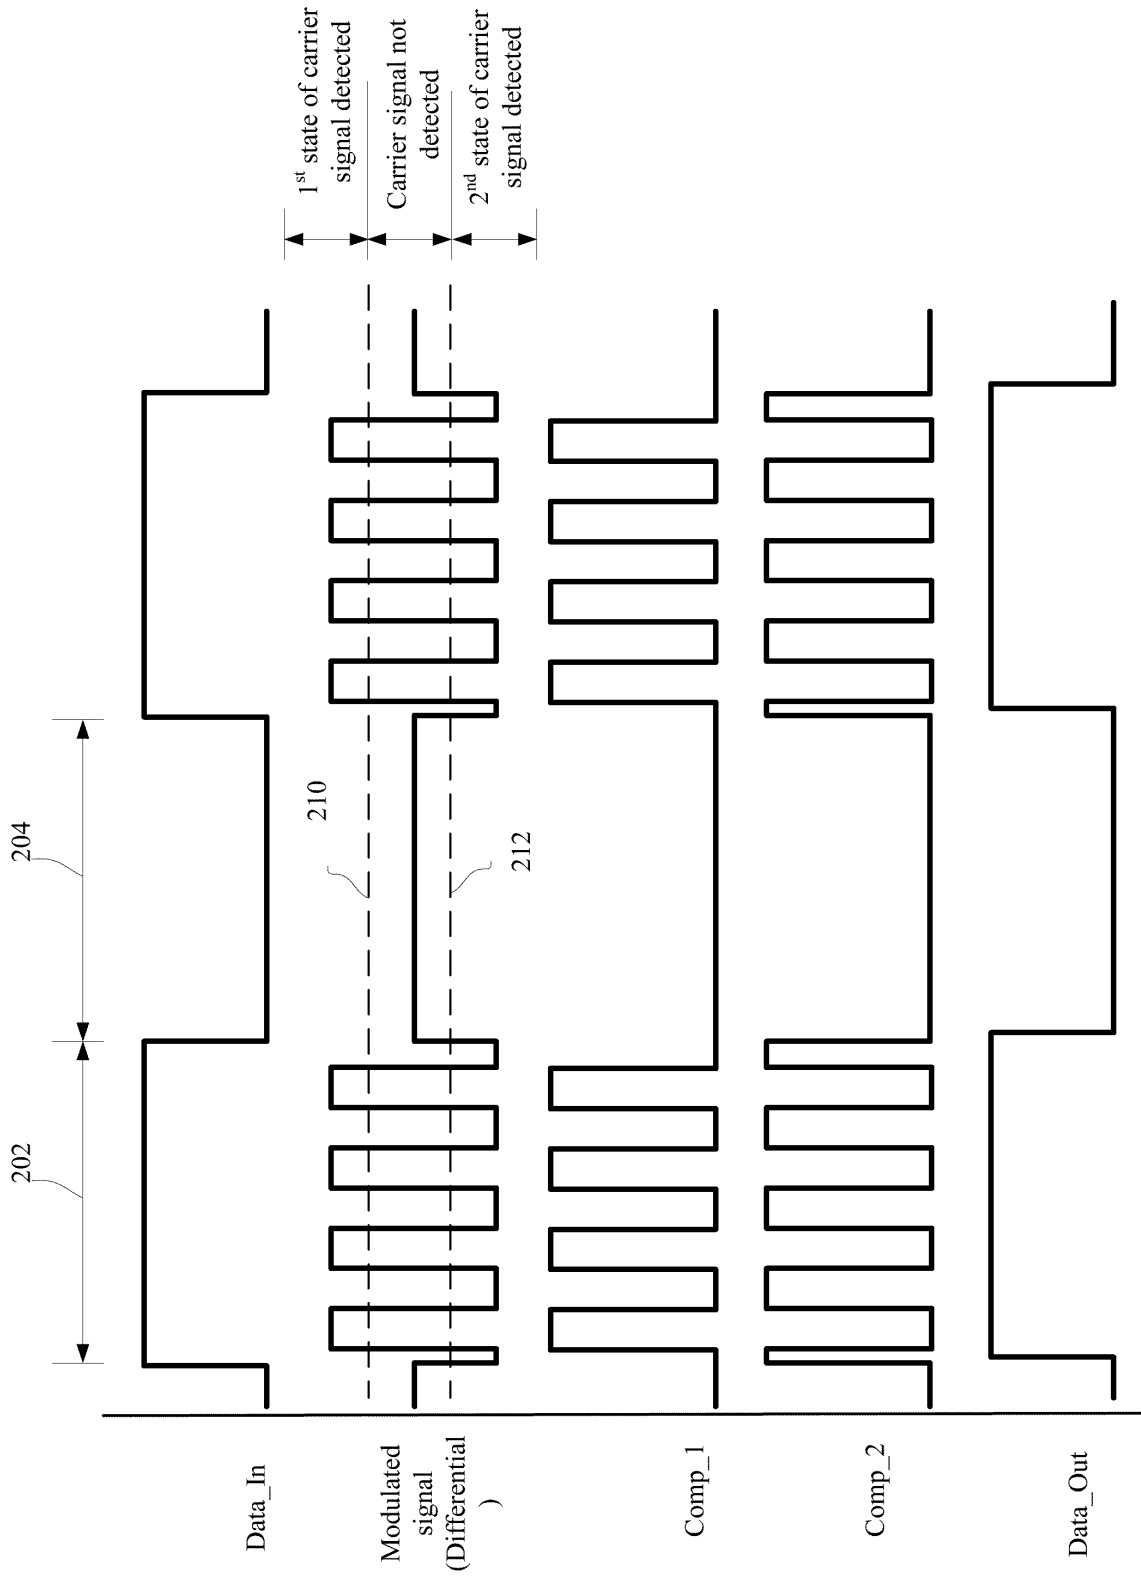 202
204
Data_In
Modulated
signal
(Differential
)
210
212
1st state of carrier
signal detected
Carrier signal not
detected
2nd state of carrier
signal detected
Comp_1
Comp_2
Data_Out